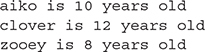 aiko is 10 years old
clover is 12 years old
zooey is 8 years old